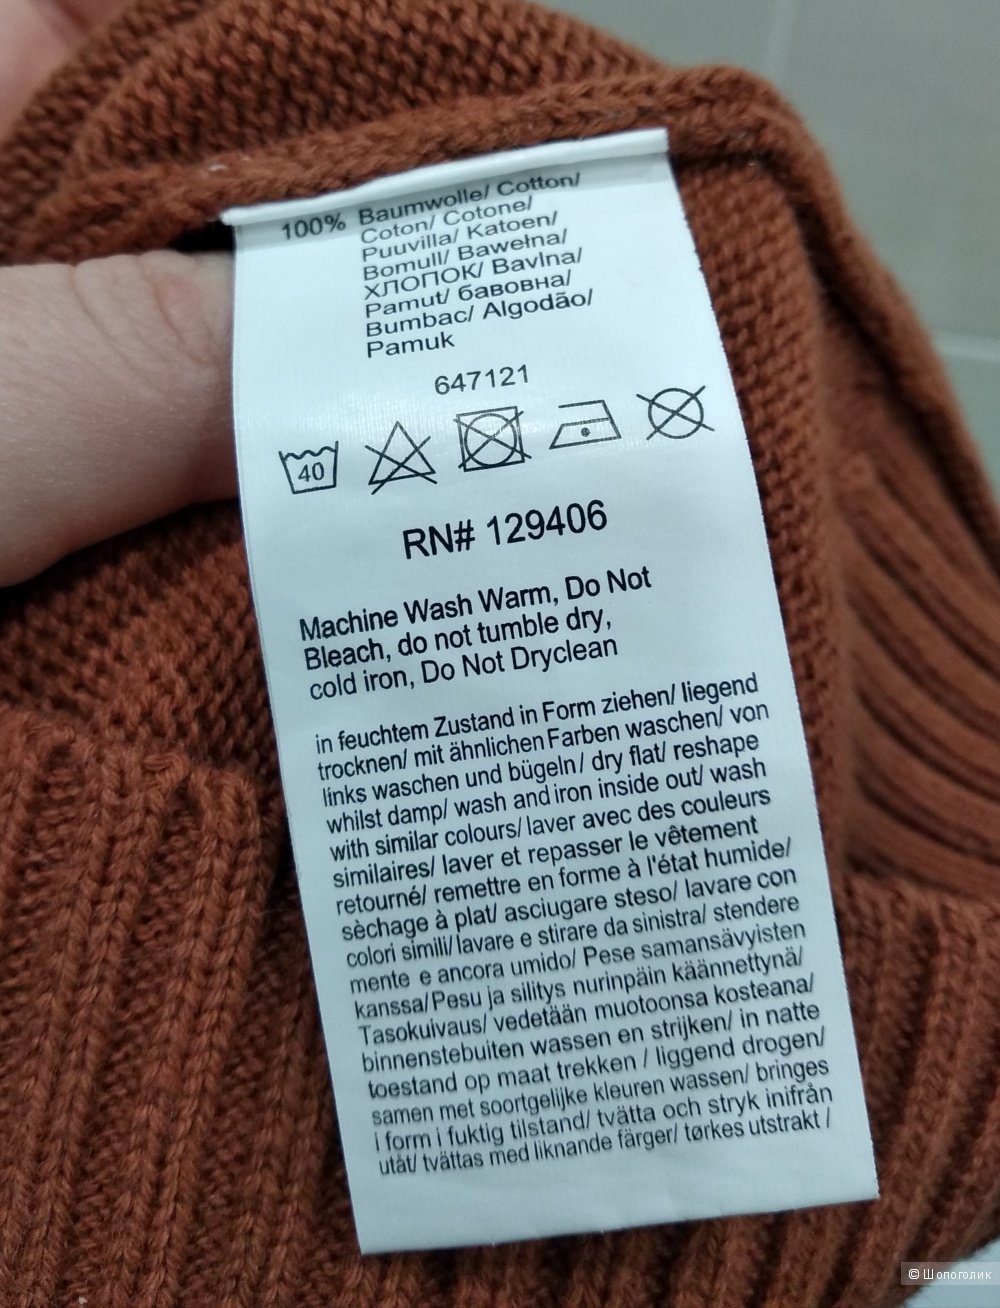 100% Baumwolle/ Cotton/
Coton/ Cotone/
Puuvilla/ Katoen/
Bomull/ Bawełna/
ХЛОПОК/ Bavlna/
Pamut/ бавовна/
Bumbac/ Algodão/
Pamuk
647121
40
RN# 129406
Machine Wash Warm, Do Not
Bleach, do not tumble dry,
cold iron, Do Not Dryclean
in feuchtem Zustand in Form ziehen/ liegend
trocknen/ mit ähnlichen Farben waschen/ von
links waschen und bügeln/ dry flat/ reshape
whilst damp/ wash and iron inside out/ wash
with similar colours/ laver avec des couleurs
similaires/ laver et repasser le vêtement
retourné/ remettre en forme à l'état humide/
sèchage à plat/ asciugare steso/ lavare con
colori simili/ lavare e stirare da sinistra/ stendere
mente e ancora umido/ Pese samansävyisten
kanssa/ Pesu ja silitys nurinpäin käännettynä/
Tasokuivaus/ vedetään muotoonsa kosteana/
binnenstebuiten wassen en strijken/ in natte
toestand op maat trekken / liggend drogen/
samen met soortgelijke kleuren wassen/ bringes
i form i fuktig tilstand/ tvätta och stryk inifrån
utåt/ tvättas med liknande färger/ tørkes utstrakt /
© Шопоголик